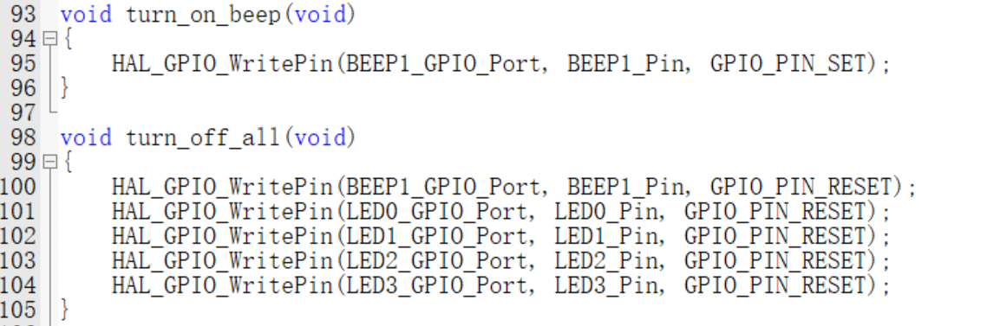 93 void turn_on_beep(void)
94 {
95 HAL_GPIO_WritePin(BEEP1_GPIO_Port, BEEP1_Pin, GPIO_PIN_SET);
96 }
97
98 void turn_off_all(void)
99 {
100 HAL_GPIO_WritePin(BEEP1_GPIO_Port, BEEP1_Pin, GPIO_PIN_RESET);
101 HAL_GPIO_WritePin(LED0_GPIO_Port, LED0_Pin, GPIO_PIN_RESET);
102 HAL_GPIO_WritePin(LED1_GPIO_Port, LED1_Pin, GPIO_PIN_RESET);
103 HAL_GPIO_WritePin(LED2_GPIO_Port, LED2_Pin, GPIO_PIN_RESET);
104 HAL_GPIO_WritePin(LED3_GPIO_Port, LED3_Pin, GPIO_PIN_RESET);
105 }